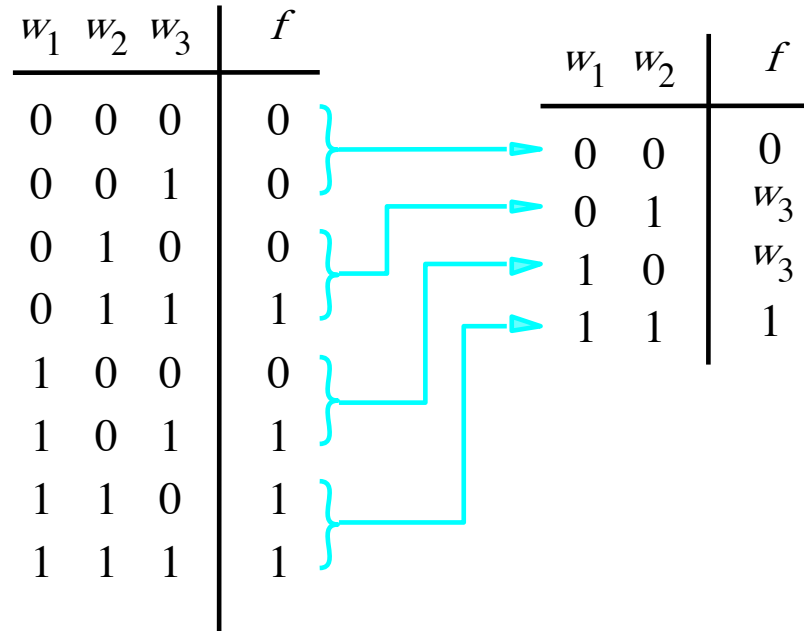 w1 w2 w3 f
0 0 0 0
0 0 1 0
0 1 0 0
0 1 1 1
1 0 0 0
1 0 1 1
1 1 0 1
1 1 1 1
w1 w2 f
0 0 0
0 1 w3
1 0 w3
1 1 1